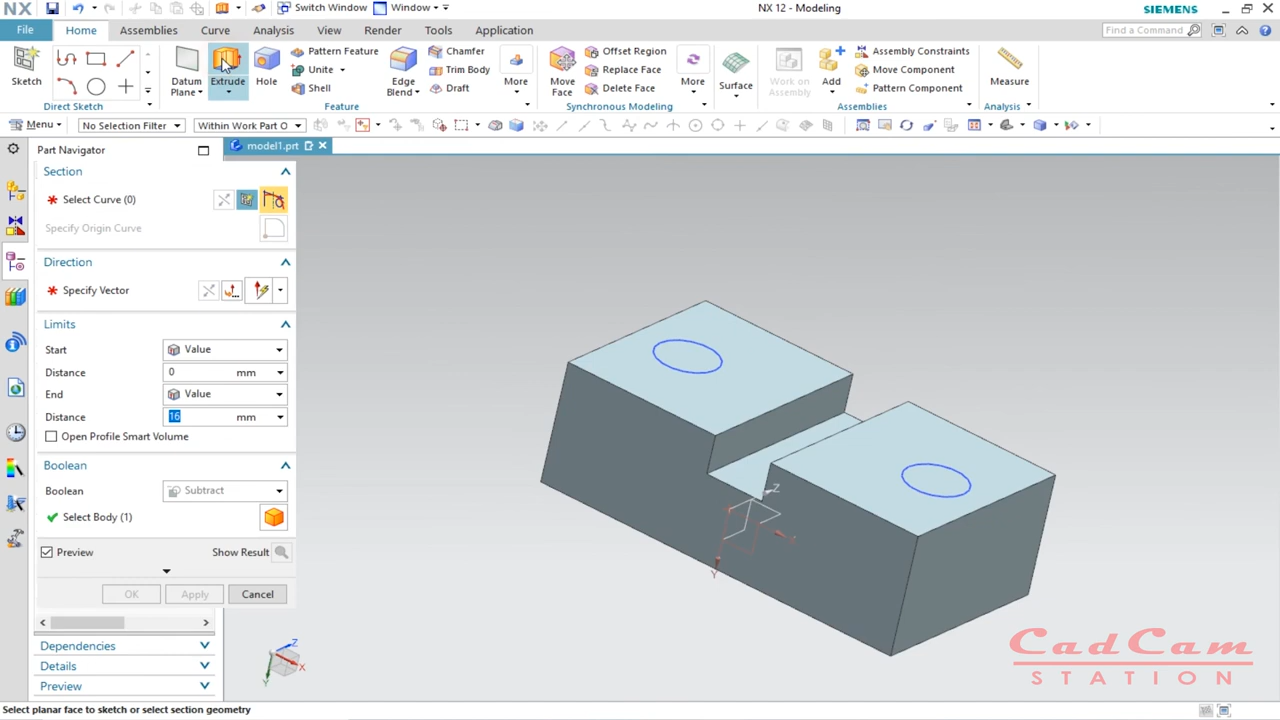 NX Switch Window Window NX 12 - Modeling SIEMENS
File Home Assemblies Curve Analysis View Render Tools Application Find a Command
Sketch Datum Plane Extrude Hole Pattern Feature Unite Shell Edge Blend Chamfer Trim Body Draft More Move Face Offset Region Replace Face Delete Face More Surface Work on Assembly Add Assembly Constraints Move Component Pattern Component Measure
Direct Sketch Feature Synchronous Modeling Assemblies Analysis
Menu No Selection Filter Within Work Part O
Part Navigator model1.prt
Section
* Select Curve (0)
Specify Origin Curve
Direction
* Specify Vector
Limits
Start Value
Distance 0 mm
End Value
Distance 16 mm
Open Profile Smart Volume
Boolean
Boolean Subtract
Select Body (1)
Preview Show Result
OK Apply Cancel
Dependencies
Details
Preview
Z
Y
Z
X
Y
CadCam
STATION
Select planar face to sketch or select section geometry